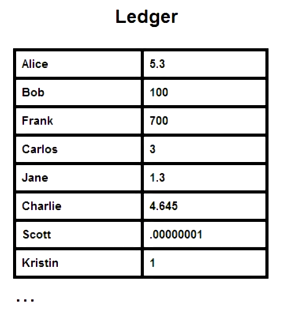 Ledger
Alice 5.3
Bob 100
Frank 700
Carlos 3
Jane 1.3
Charlie 4.645
Scott .00000001
Kristin 1
...